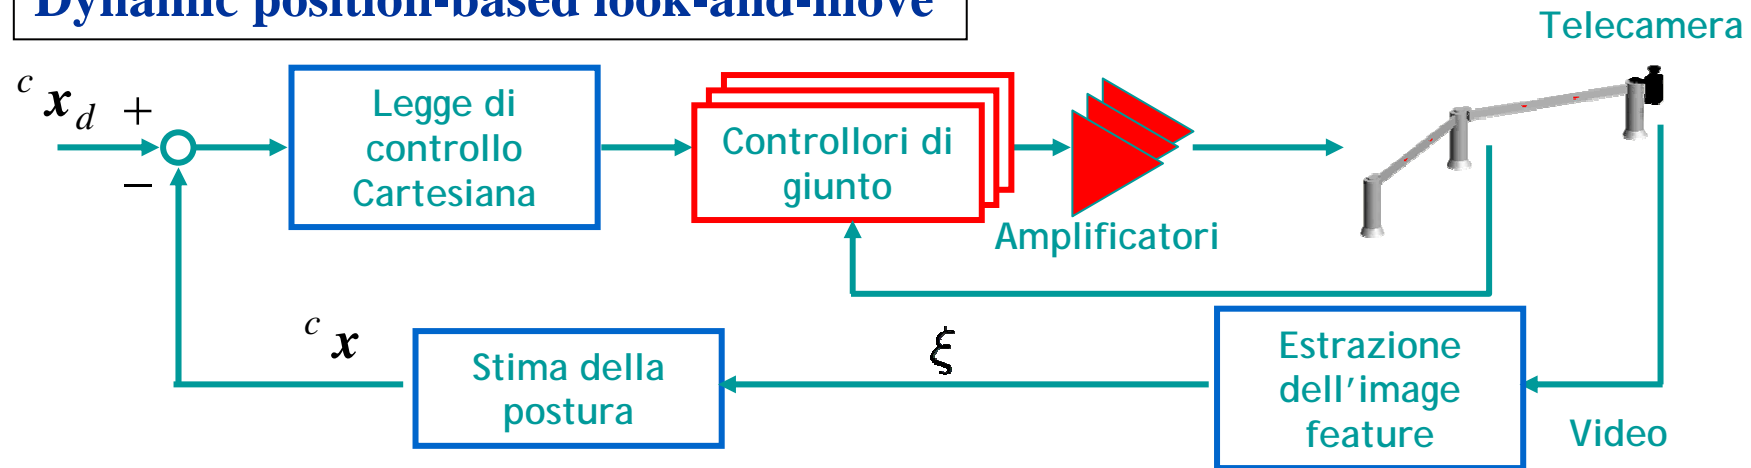 Dynamic position-based look-and-move
Telecamera
c x d +
−
Legge di
controllo
Cartesiana
Controllori di
giunto
Amplificatori
c x
Stima della
postura
ξ
Estrazione
dell'image
feature
Video